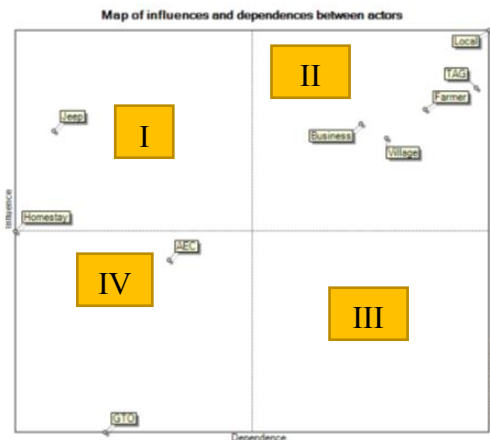 Map of influences and dependences between actors
Local
II
TAG
Farmer
Jeep
I
Business
Village
Influence
Homestay
AEC
IV
III
GTO
Dependence